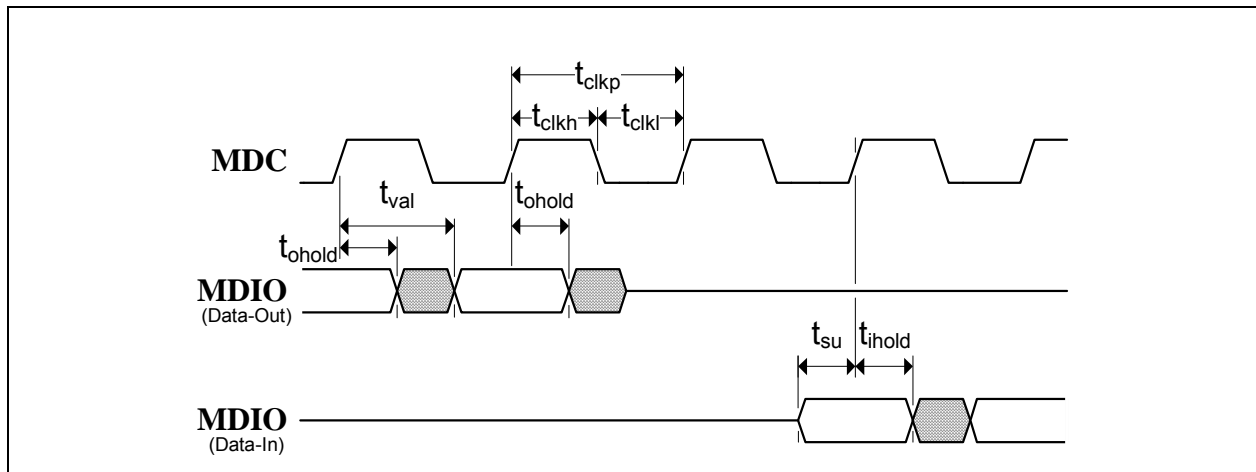 tclkp
tclkh tclkl
MDC
tval
tohold
tohold
MDIO
(Data-Out)
tsu tihold
MDIO
(Data-In)